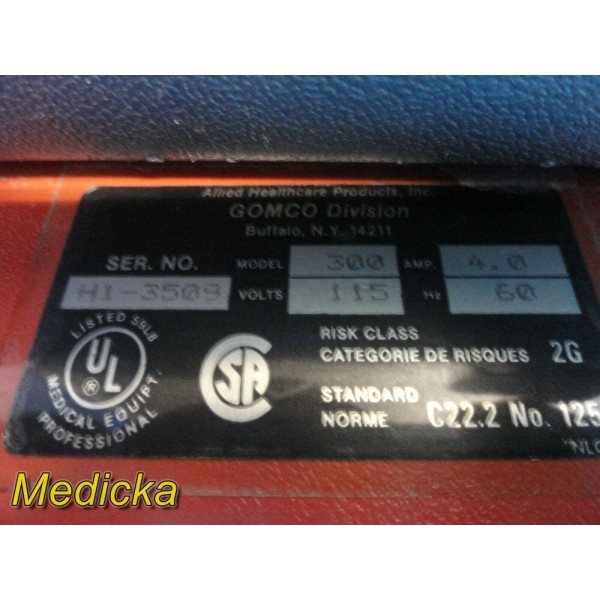 Allied Healthcare Products, Inc.
GOMCO Division
Buffalo, N.Y. 14211
SER. NO. MODEL 300 AMP. 4.0
H1-3509 VOLTS 115 Hz 60
LISTED 55L8
UL
®
MEDICAL EQUIPT.
PROFESSIONAL
CSA
RISK CLASS
CATEGORIE DE RISQUES 2G
STANDARD
NORME C22.2 No. 125
Medicka